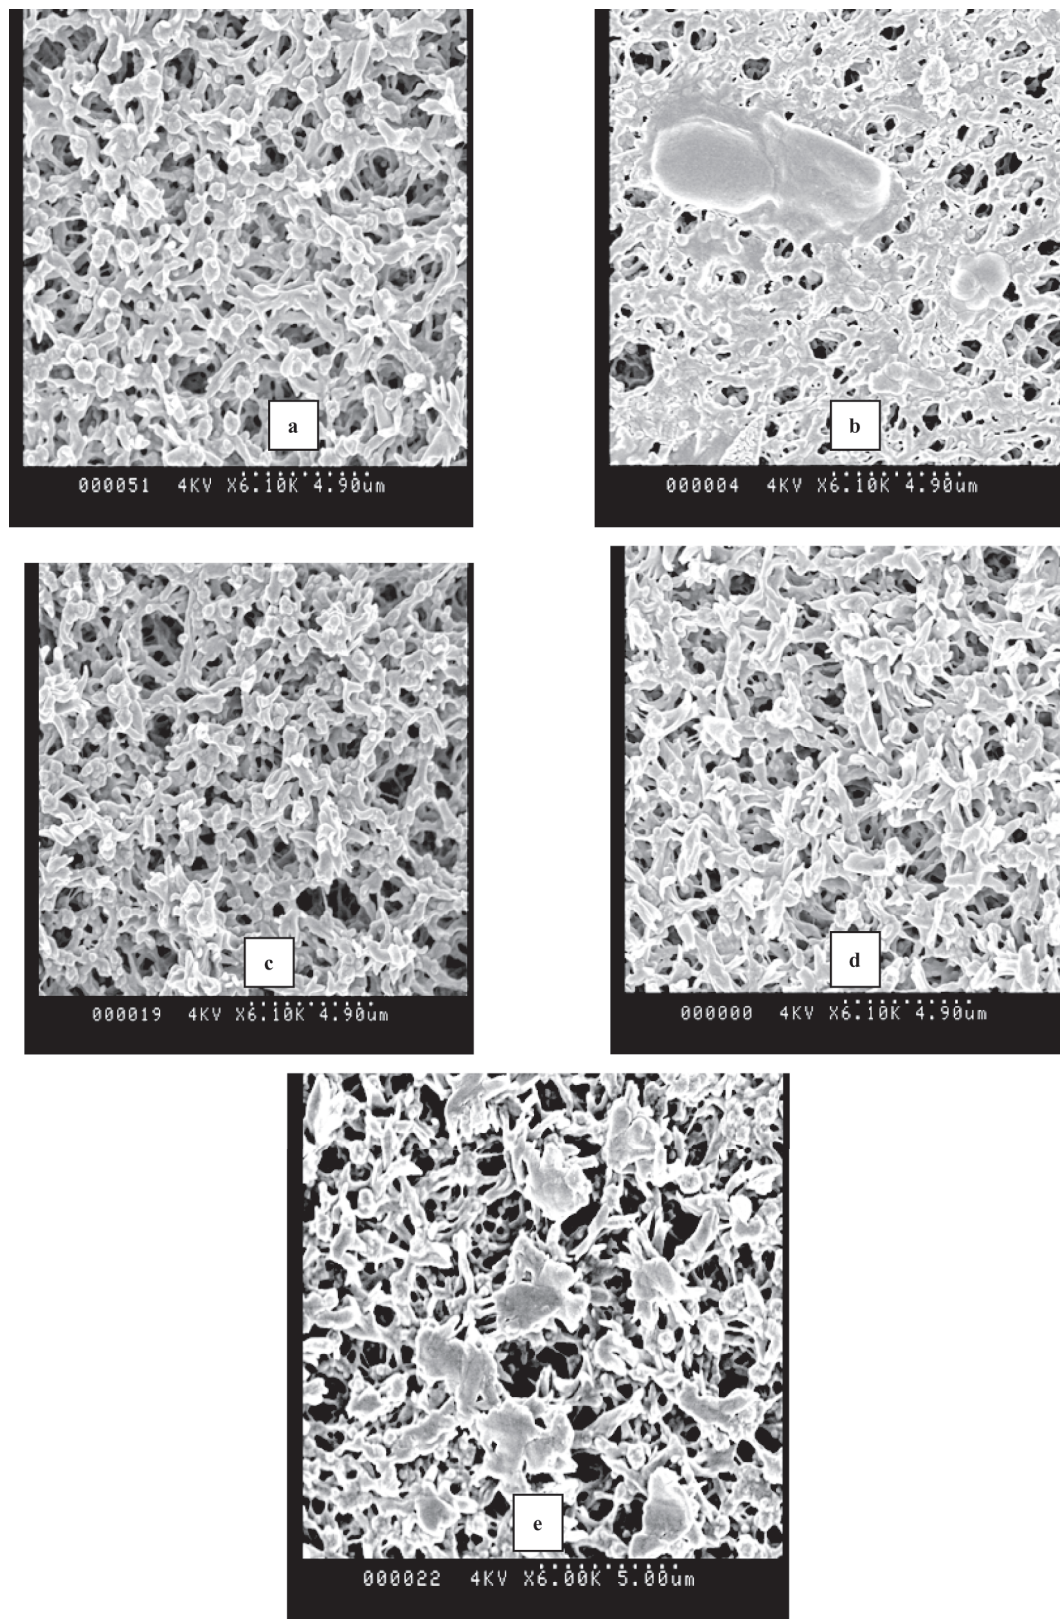 a
000051 4KV X6.10K 4.90um
b
000004 4KV X6.10K 4.90um
c
000019 4KV X6.10K 4.90um
d
000000 4KV X6.10K 4.90um
e
000022 4KV X6.00K 5.00um